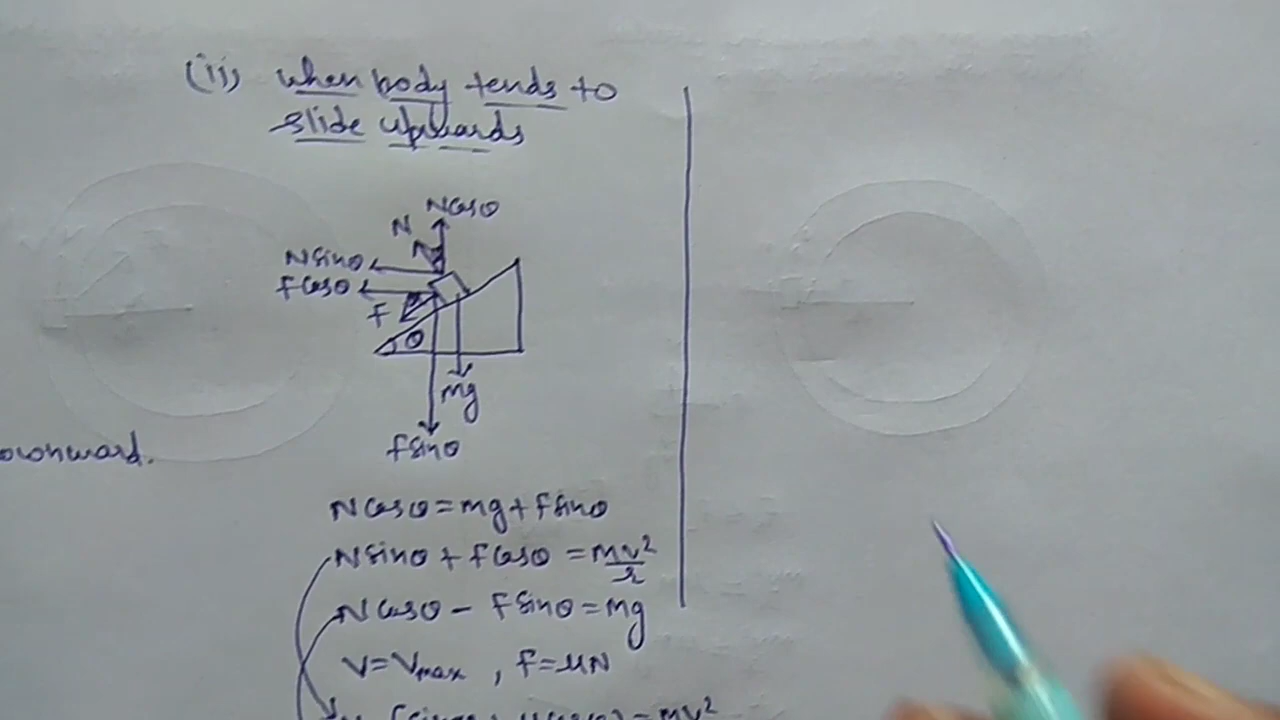 (ii) when body tends to
slide upwards
Ncosθ
N
Nsinθ
fcosθ
f
θ
mg
fsinθ
ownward.
Ncosθ = mg + fsinθ
Nsinθ + fcosθ = mv²/r
Ncosθ - fsinθ = mg
V = Vmax , f = μN